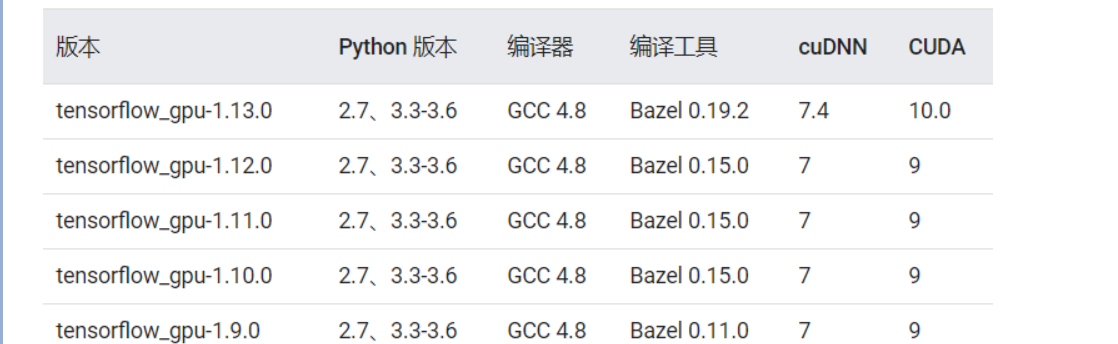 版本 Python 版本 编译器 编译工具 cuDNN CUDA
tensorflow_gpu-1.13.0 2.7、3.3-3.6 GCC 4.8 Bazel 0.19.2 7.4 10.0
tensorflow_gpu-1.12.0 2.7、3.3-3.6 GCC 4.8 Bazel 0.15.0 7 9
tensorflow_gpu-1.11.0 2.7、3.3-3.6 GCC 4.8 Bazel 0.15.0 7 9
tensorflow_gpu-1.10.0 2.7、3.3-3.6 GCC 4.8 Bazel 0.15.0 7 9
tensorflow_gpu-1.9.0 2.7、3.3-3.6 GCC 4.8 Bazel 0.11.0 7 9